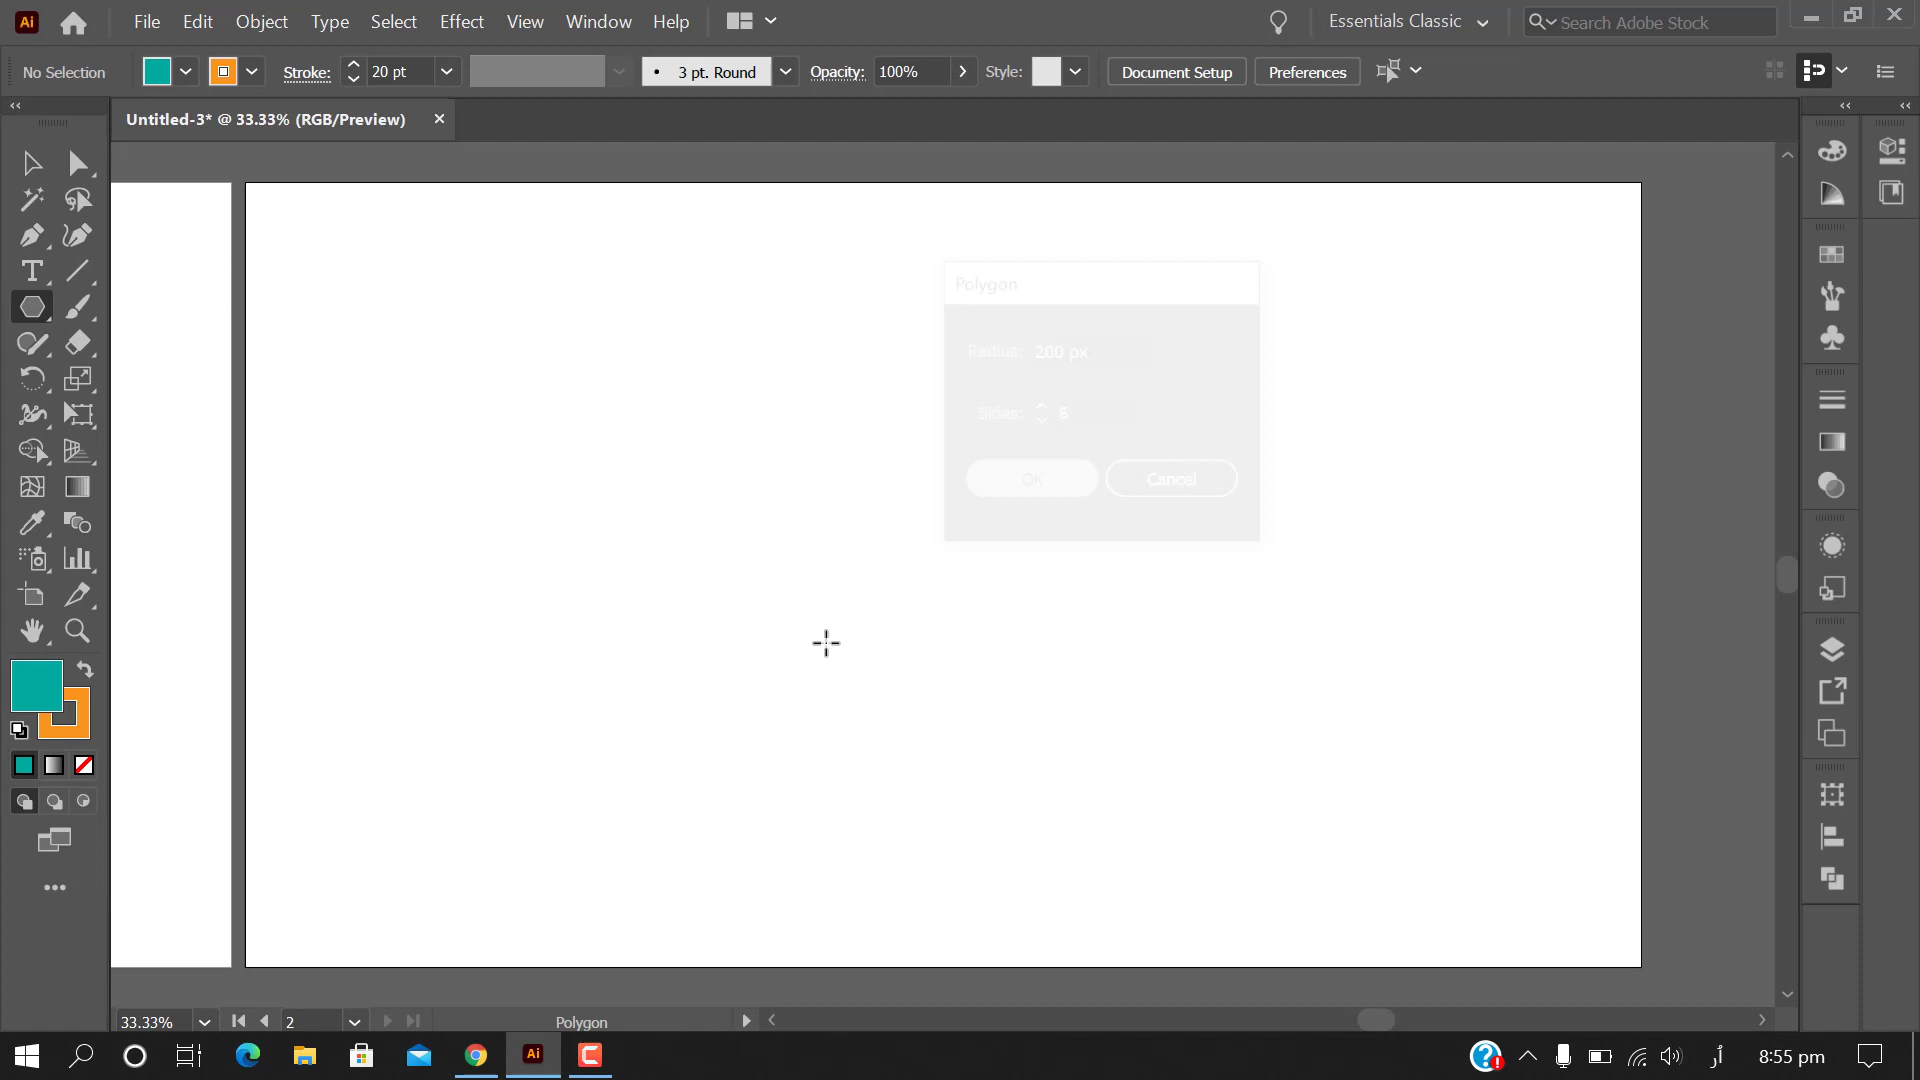 Ai File Edit Object Type Select Effect View Window Help Essentials Classic Search Adobe Stock
No Selection Stroke: 20 pt 3 pt. Round Opacity: 100% Style: Document Setup Preferences
Untitled-3* @ 33.33% (RGB/Preview)
Polygon
Radius: 200 px
Sides: 6
OK Cancel
33.33% 2 Polygon
Ai 8:55 pm